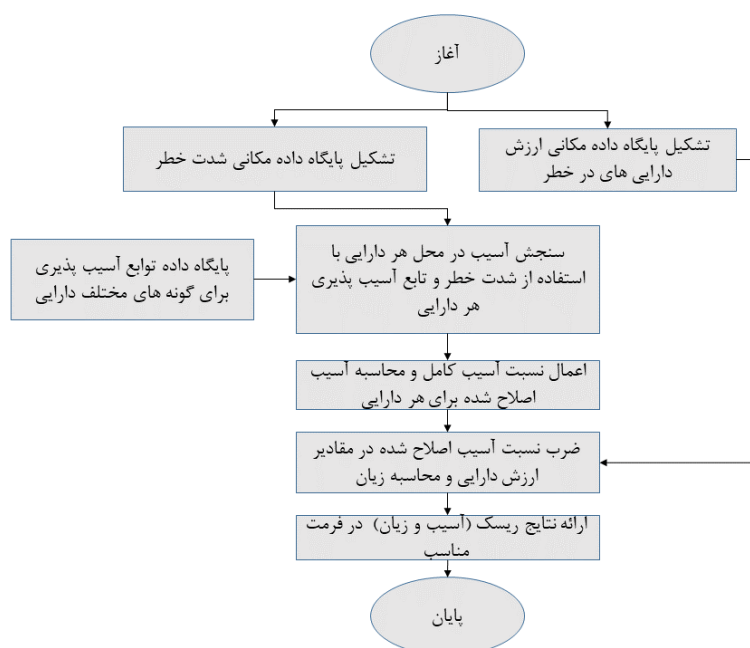 آغاز
تشکیل پایگاه داده مکانی ارزش
دارایی های در خطر
تشکیل پایگاه داده مکانی شدت خطر
سنجش آسیب در محل هر دارایی با
استفاده از شدت خطر و تابع آسیب پذیری
هر دارایی
پایگاه داده توابع آسیب پذیری
برای گونه های مختلف دارایی
اعمال نسبت آسیب کامل و محاسبه آسیب
اصلاح شده برای هر دارایی
ضرب نسبت آسیب اصلاح شده در مقادیر
ارزش دارایی و محاسبه زیان
ارائه نتایج ریسک (آسیب و زیان) در فرمت
مناسب
پایان